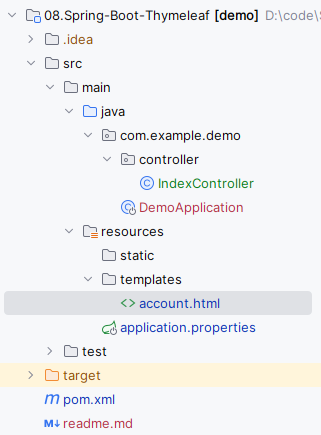 08.Spring-Boot-Thymeleaf [demo] D:\code\S
.idea
src
main
java
com.example.demo
controller
IndexController
DemoApplication
resources
static
templates
account.html
application.properties
test
target
pom.xml
readme.md